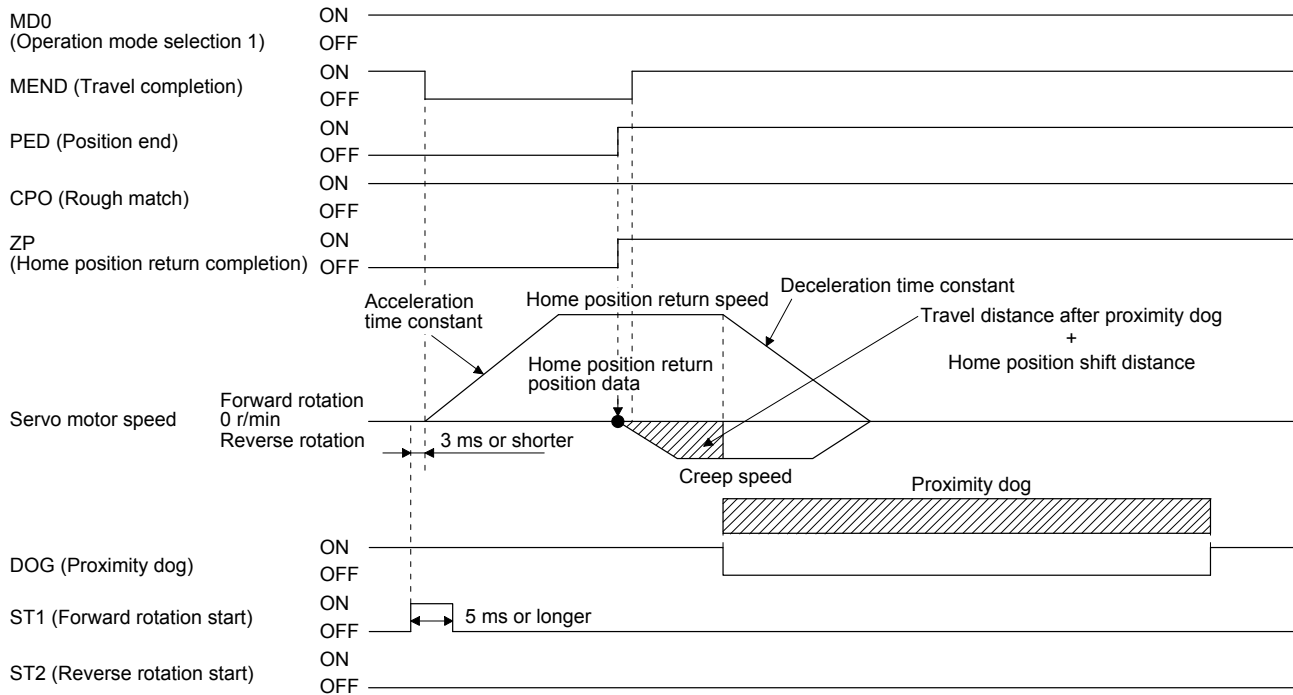 MD0
(Operation mode selection 1)
ON
OFF
MEND (Travel completion)
ON
OFF
PED (Position end)
ON
OFF
CPO (Rough match)
ON
OFF
ZP
(Home position return completion)
ON
OFF
Acceleration
time constant
Home position return speed
Deceleration time constant
Travel distance after proximity dog
+
Home position shift distance
Home position return
position data
Servo motor speed
Forward rotation
0 r/min
Reverse rotation
3 ms or shorter
Creep speed
Proximity dog
DOG (Proximity dog)
ON
OFF
ST1 (Forward rotation start)
ON
OFF
5 ms or longer
ST2 (Reverse rotation start)
ON
OFF